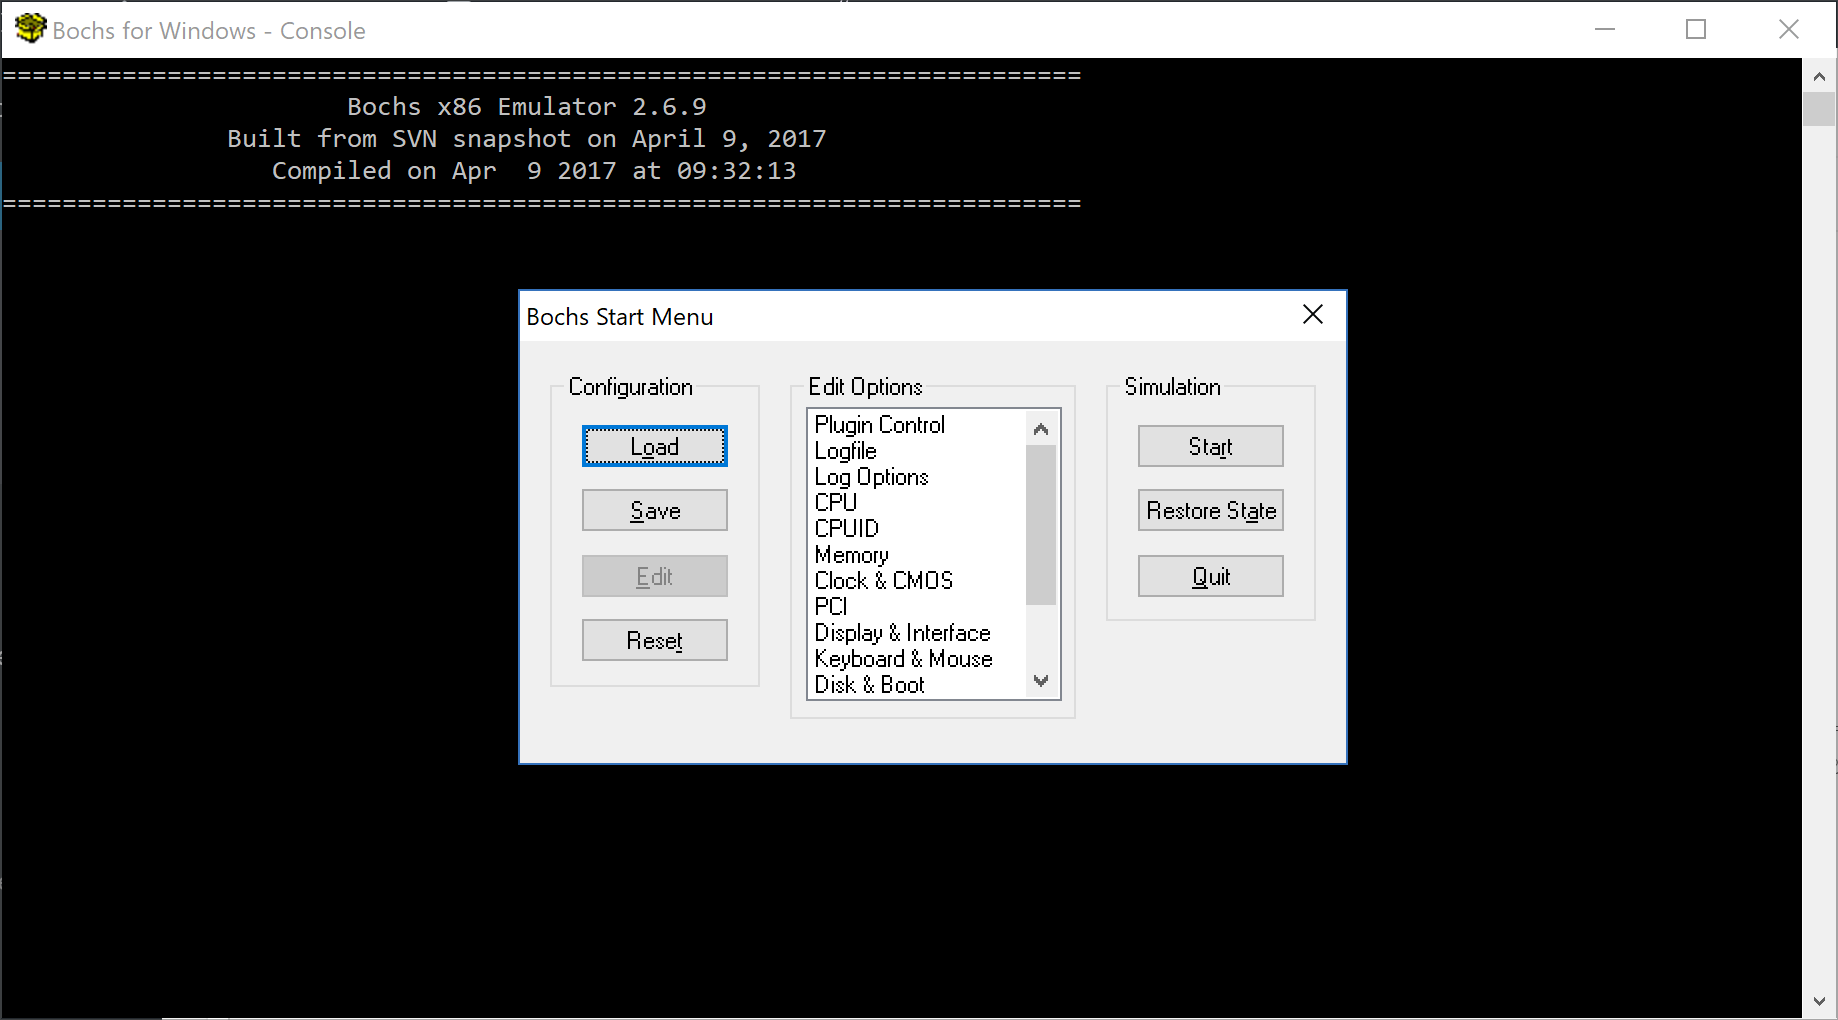 Bochs for Windows - Console
========================================================================
Bochs x86 Emulator 2.6.9
Built from SVN snapshot on April 9, 2017
Compiled on Apr  9 2017 at 09:32:13
========================================================================
Bochs Start Menu
Configuration
Load
Save
Edit
Reset
Edit Options
Plugin Control
Logfile
Log Options
CPU
CPUID
Memory
Clock & CMOS
PCI
Display & Interface
Keyboard & Mouse
Disk & Boot
Simulation
Start
Restore State
Quit